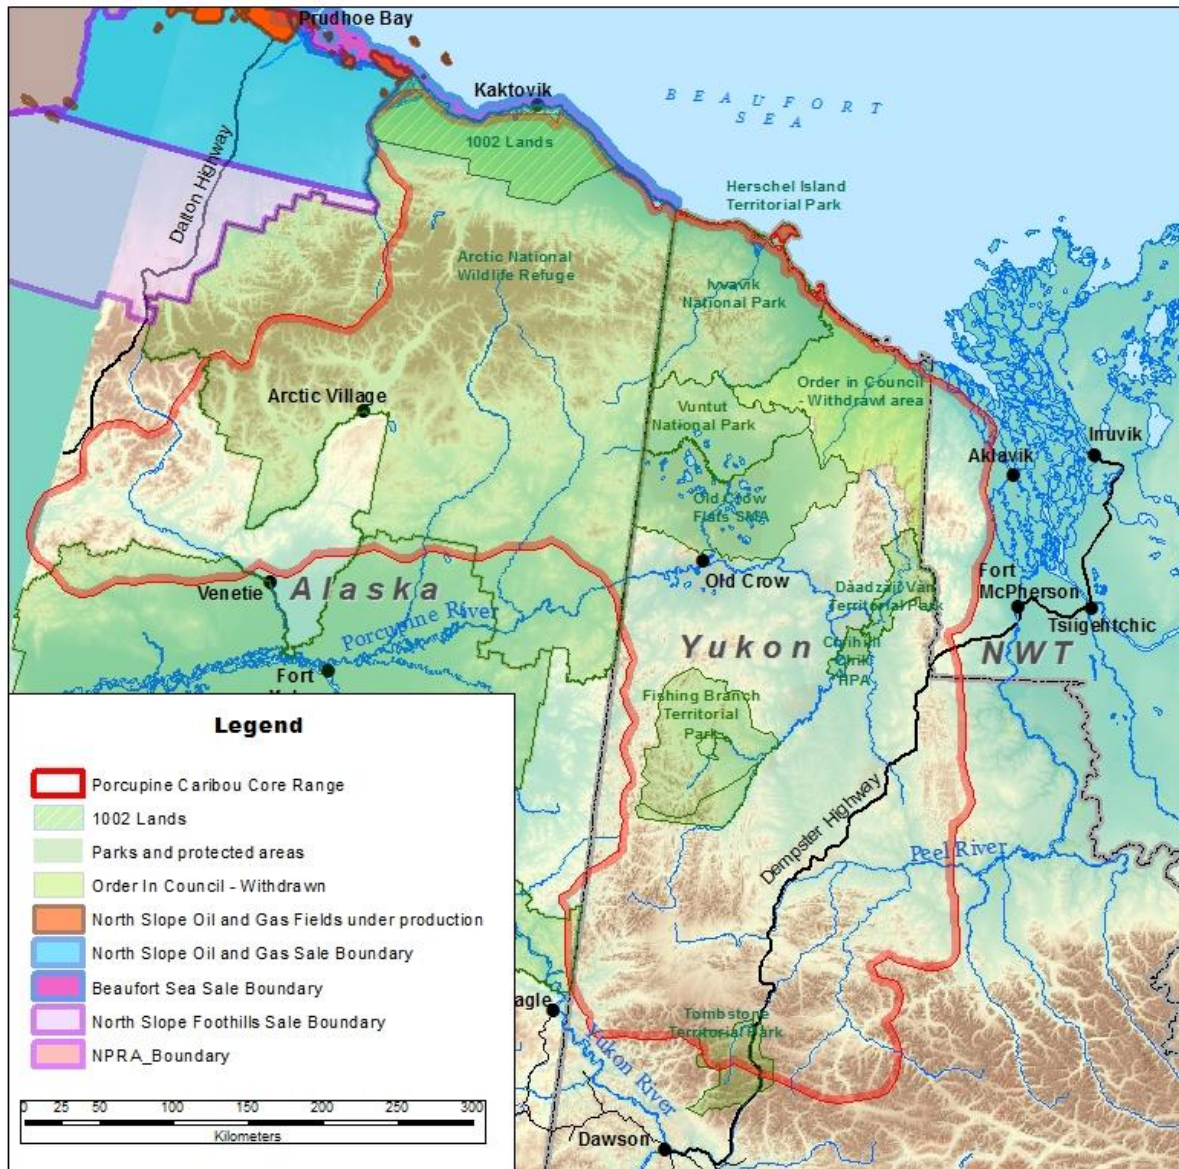 Prudhoe Bay
Kaktovik
BEAUFORT
SEA
1002 Lands
Dalton Highway
Herschel Island
Territorial Park
Arctic National
Wildlife Refuge
Ivvavik
National Park
Order in Council
- Withdrawl area
Arctic Village
Vuntut
National Park
Inuvik
Aklavik
Old Crow
Flats SMA
Old Crow
Venetie
Alaska
Porcupine River
Fort
McPherson
Tsiigehtchic
Territorial Park
Yukon
NWT
HPA
Fort
Fishing Branch
Territorial
Park
Dempster Highway
Peel River
Tombstone
Territorial Park
agle
Yukon River
Dawson
Legend
Porcupine Caribou Core Range
1002 Lands
Parks and protected areas
Order In Council - Withdrawn
North Slope Oil and Gas Fields under production
North Slope Oil and Gas Sale Boundary
Beaufort Sea Sale Boundary
North Slope Foothills Sale Boundary
NPRA_Boundary
0 25 50 100 150 200 250 300
Kilometers